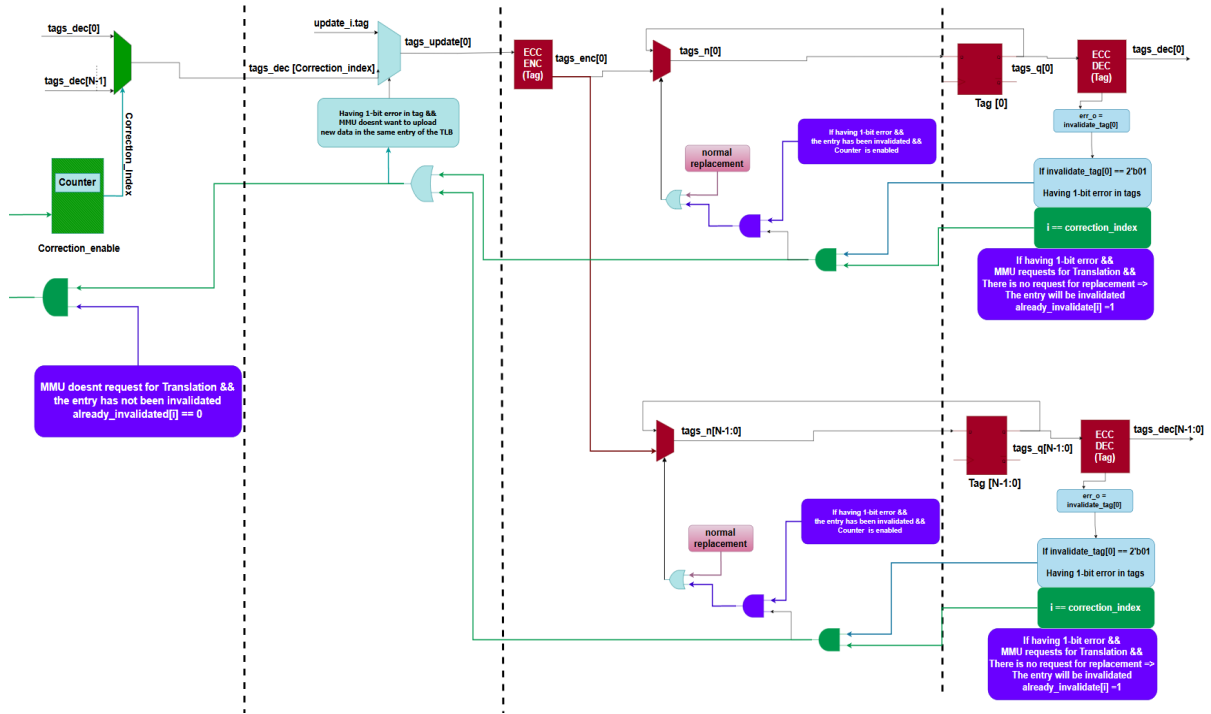 tags_dec[0]
tags_dec[N-1]
Correction_Index
Counter
Correction_enable
MMU doesnt request for Translation &&
the entry has not been invalidated
already_invalidated[i] == 0
update_i.tag
tags_update[0]
tags_dec [Correction_index]
Having 1-bit error in tag &&
MMU doesnt want to upload
new data in the same entry of the TLB
ECC
ENC
(Tag)
tags_enc[0]
tags_n[0]
normal
replacement
If having 1-bit error &&
the entry has been invalidated &&
Counter is enabled
Tag [0]
tags_q[0]
ECC
DEC
(Tag)
tags_dec[0]
err_o =
invalidate_tag[0]
If invalidate_tag[0] == 2'b01
Having 1-bit error in tags
i == correction_index
If having 1-bit error &&
MMU requests for Translation &&
There is no request for replacement =>
The entry will be invalidated
already_invalidate[i] =1
tags_n[N-1:0]
normal
replacement
If having 1-bit error &&
the entry has been invalidated &&
Counter is enabled
Tag [N-1:0]
tags_q[N-1:0]
ECC
DEC
(Tag)
tags_dec[N-1:0]
err_o =
invalidate_tag[0]
If invalidate_tag[0] == 2'b01
Having 1-bit error in tags
i == correction_index
If having 1-bit error &&
MMU requests for Translation &&
There is no request for replacement =>
The entry will be invalidated
already_invalidate[i] =1